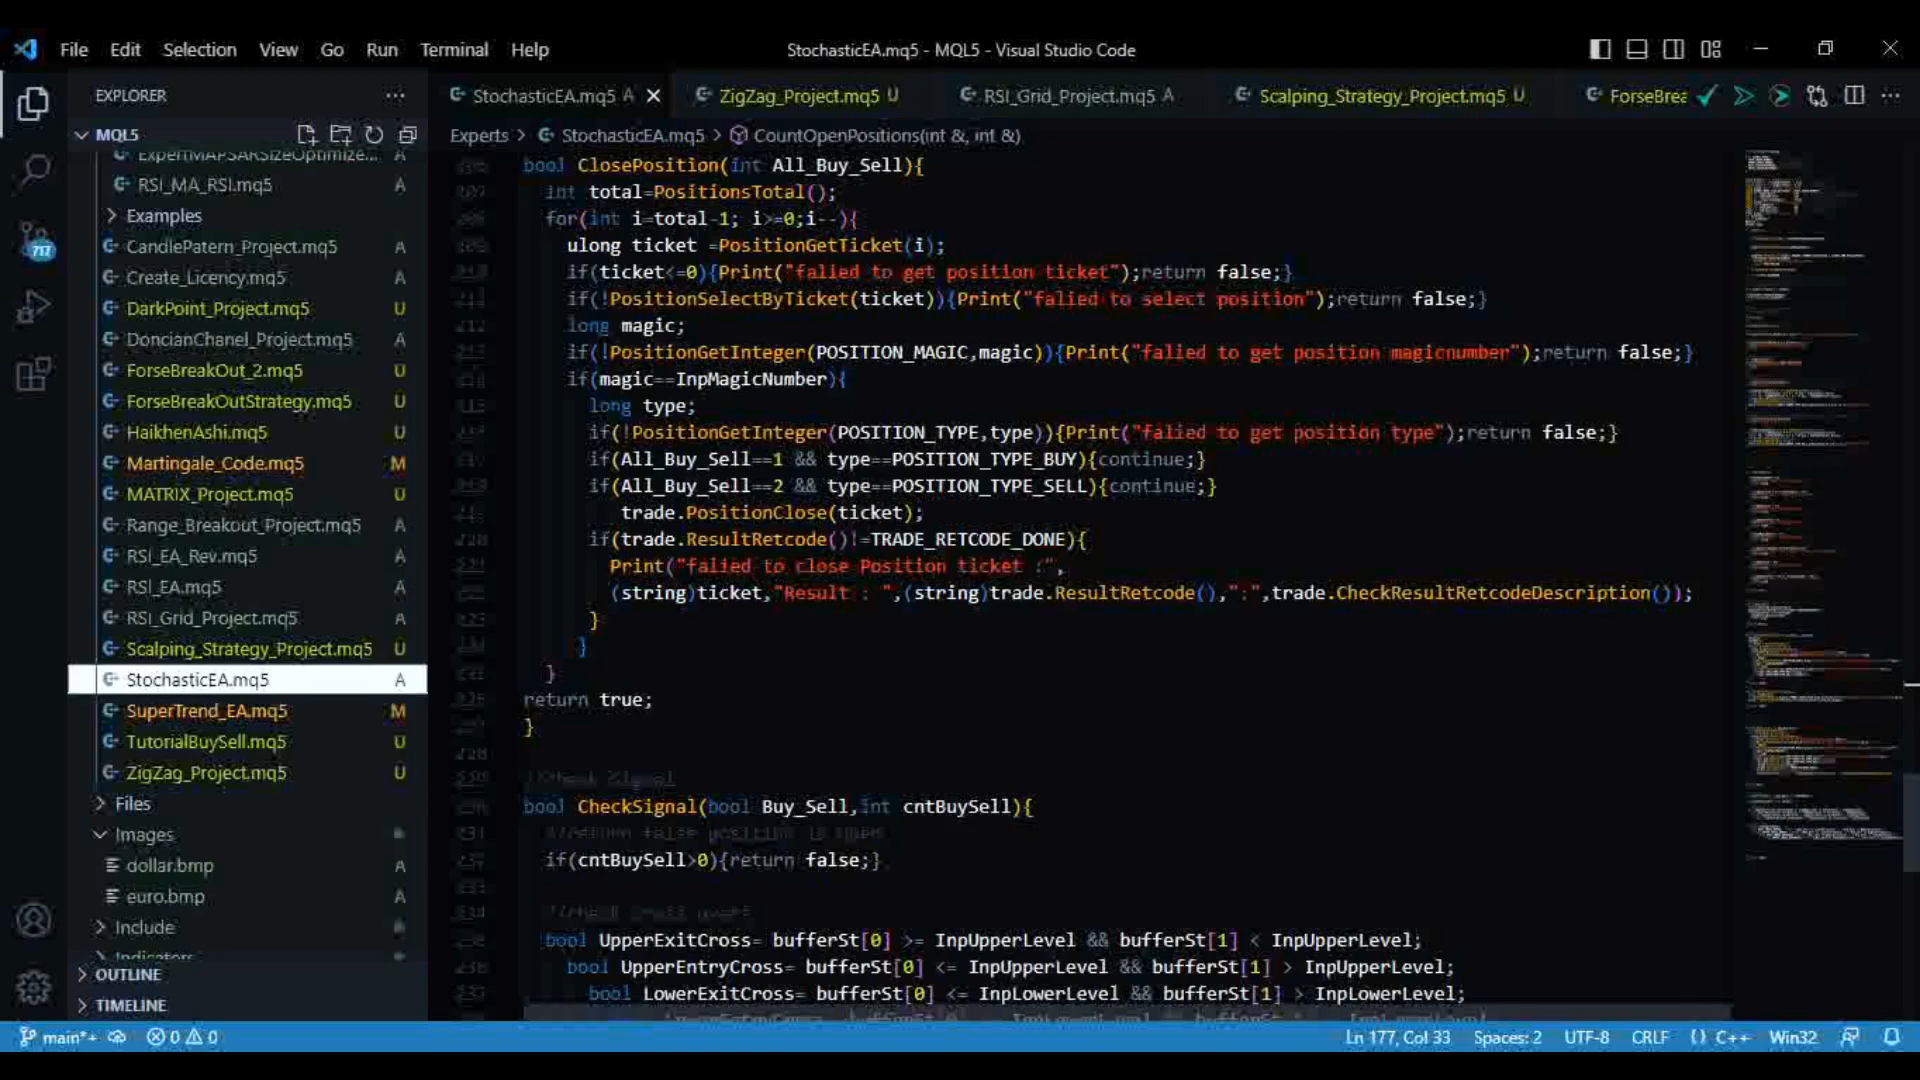 File Edit Selection View Go Run Terminal Help
StochasticEA.mq5 - MQL5 - Visual Studio Code
EXPLORER
StochasticEA.mq5 A
ZigZag_Project.mq5 U
RSI_Grid_Project.mq5 A
Scalping_Strategy_Project.mq5 U
ForseBrea
MQL5
Experts > StochasticEA.mq5 > CountOpenPositions(int &, int &)
ExpertMAPSARSizeOptimize... A
RSI_MA_RSI.mq5 A
Examples
CandlePatern_Project.mq5 A
Create_Licency.mq5 A
DarkPoint_Project.mq5 U
DoncianChanel_Project.mq5 A
ForseBreakOut_2.mq5 U
ForseBreakOutStrategy.mq5 U
HaikhenAshi.mq5 U
Martingale_Code.mq5 M
MATRIX_Project.mq5 U
Range_Breakout_Project.mq5 A
RSI_EA_Rev.mq5 A
RSI_EA.mq5 A
RSI_Grid_Project.mq5 A
Scalping_Strategy_Project.mq5 U
StochasticEA.mq5 A
SuperTrend_EA.mq5 M
TutorialBuySell.mq5 U
ZigZag_Project.mq5 U
Files
Images
dollar.bmp A
euro.bmp A
Include
Indicators
OUTLINE
TIMELINE
717
bool ClosePosition(int All_Buy_Sell){
int total=PositionsTotal();
for(int i=total-1; i>=0;i--){
ulong ticket =PositionGetTicket(i);
if(ticket<=0){Print("falied to get position ticket");return false;}
if(!PositionSelectByTicket(ticket)){Print("falied to select position");return false;}
long magic;
if(!PositionGetInteger(POSITION_MAGIC,magic)){Print("falied to get position magicnumber");return false;}
if(magic==InpMagicNumber){
long type;
if(!PositionGetInteger(POSITION_TYPE,type)){Print("falied to get position type");return false;}
if(All_Buy_Sell==1 && type==POSITION_TYPE_BUY){continue;}
if(All_Buy_Sell==2 && type==POSITION_TYPE_SELL){continue;}
trade.PositionClose(ticket);
if(trade.ResultRetcode()!=TRADE_RETCODE_DONE){
Print("failed to close Position ticket :",
(string)ticket,"Result : ",(string)trade.ResultRetcode(),":",trade.CheckResultRetcodeDescription());
}
}
}
return true;
}
bool CheckSignal(bool Buy_Sell,int cntBuySell){
if(cntBuySell>0){return false;}
bool UpperExitCross= bufferSt[0] >= InpUpperLevel && bufferSt[1] < InpUpperLevel;
bool UpperEntryCross= bufferSt[0] <= InpUpperLevel && bufferSt[1] > InpUpperLevel;
bool LowerExitCross= bufferSt[0] <= InpLowerLevel && bufferSt[1] > InpLowerLevel;
main*+ 0 0
Ln 177, Col 33 Spaces: 2 UTF-8 CRLF {} C++ Win32